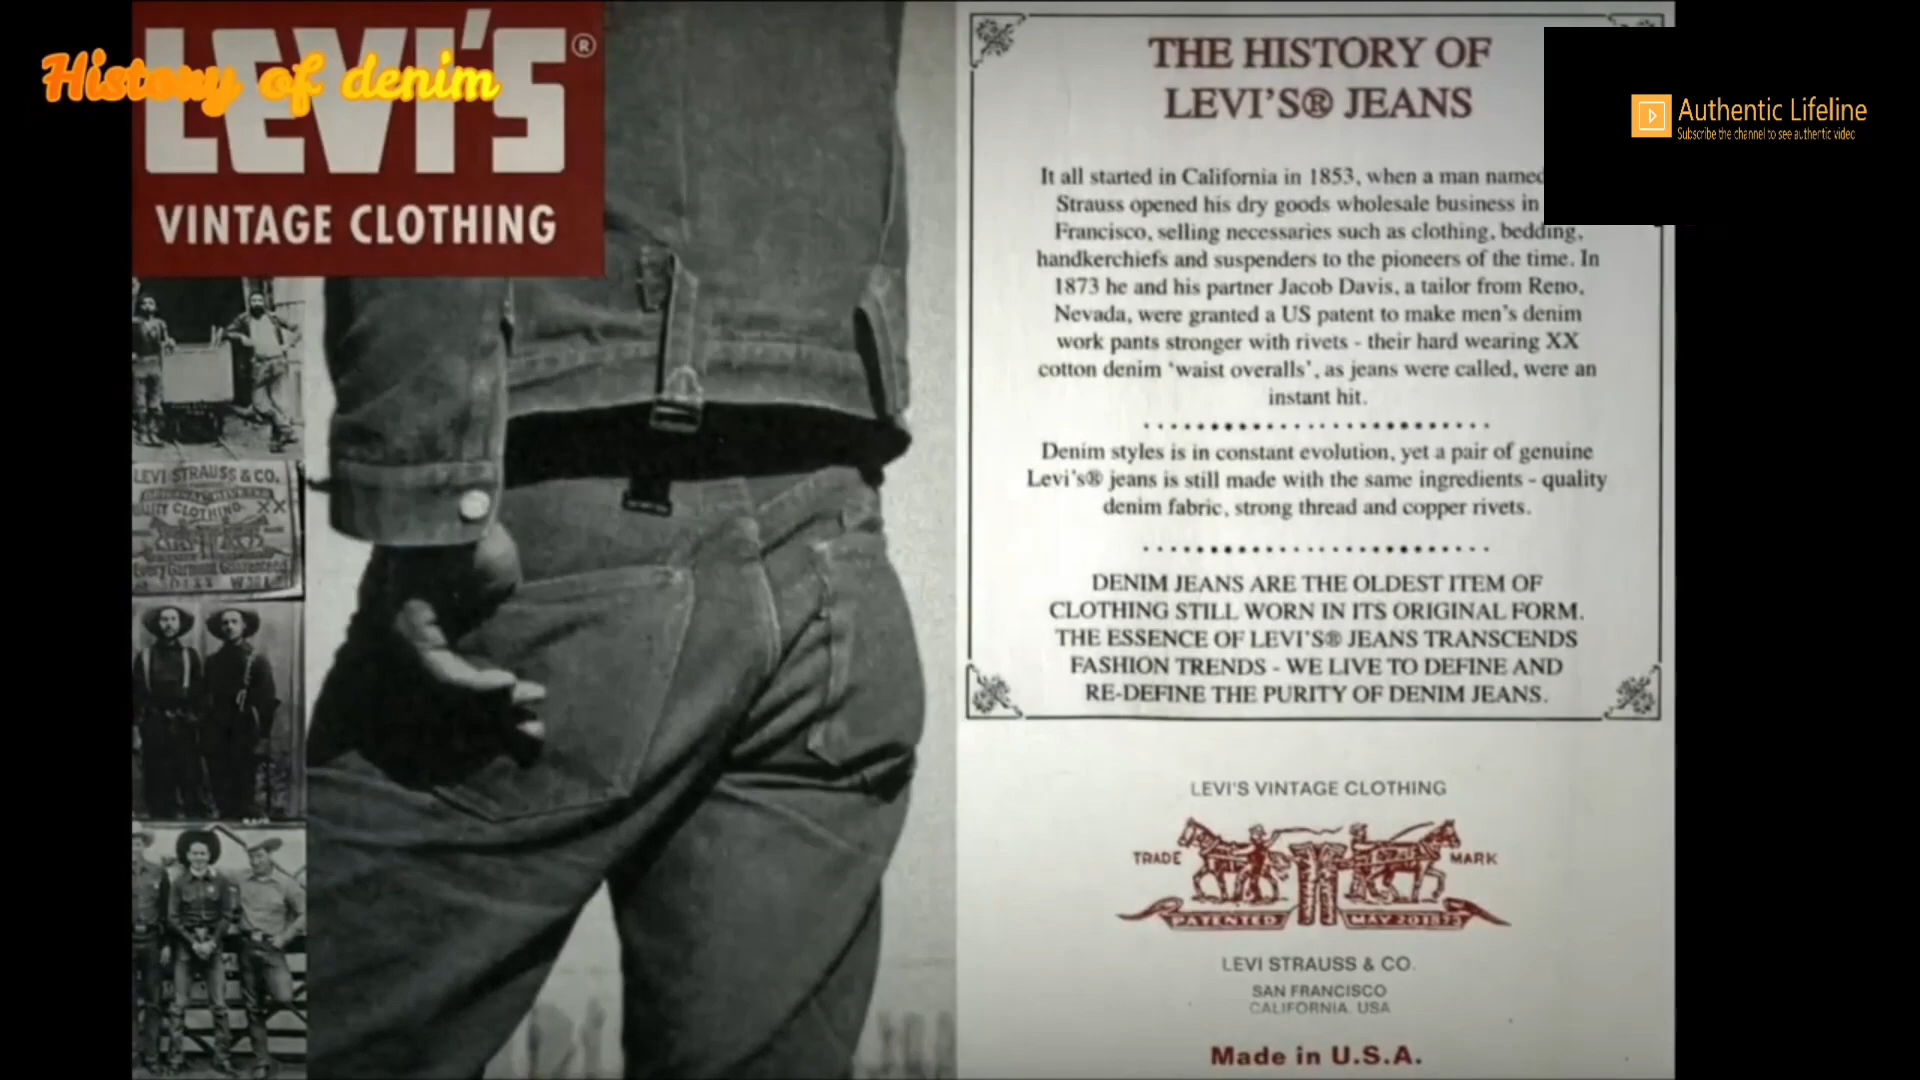 LEVI'S®
History of denim
VINTAGE CLOTHING
LEVI STRAUSS & CO.
QUALITY CLOTHING XX
Every Garment Guaranteed
THE HISTORY OF
LEVI'S® JEANS
Authentic Lifeline
Subscribe the channel to see authentic video
It all started in California in 1853, when a man named
Strauss opened his dry goods wholesale business in
Francisco, selling necessaries such as clothing, bedding,
handkerchiefs and suspenders to the pioneers of the time. In
1873 he and his partner Jacob Davis, a tailor from Reno,
Nevada, were granted a US patent to make men's denim
work pants stronger with rivets - their hard wearing XX
cotton denim 'waist overalls', as jeans were called, were an
instant hit.
Denim styles is in constant evolution, yet a pair of genuine
Levi's® jeans is still made with the same ingredients - quality
denim fabric, strong thread and copper rivets.
DENIM JEANS ARE THE OLDEST ITEM OF
CLOTHING STILL WORN IN ITS ORIGINAL FORM.
THE ESSENCE OF LEVI'S® JEANS TRANSCENDS
FASHION TRENDS - WE LIVE TO DEFINE AND
RE-DEFINE THE PURITY OF DENIM JEANS.
LEVI'S VINTAGE CLOTHING
TRADE MARK
PATENTED MAY 20 1873
LEVI STRAUSS & CO.
SAN FRANCISCO
CALIFORNIA. USA
Made in U.S.A.